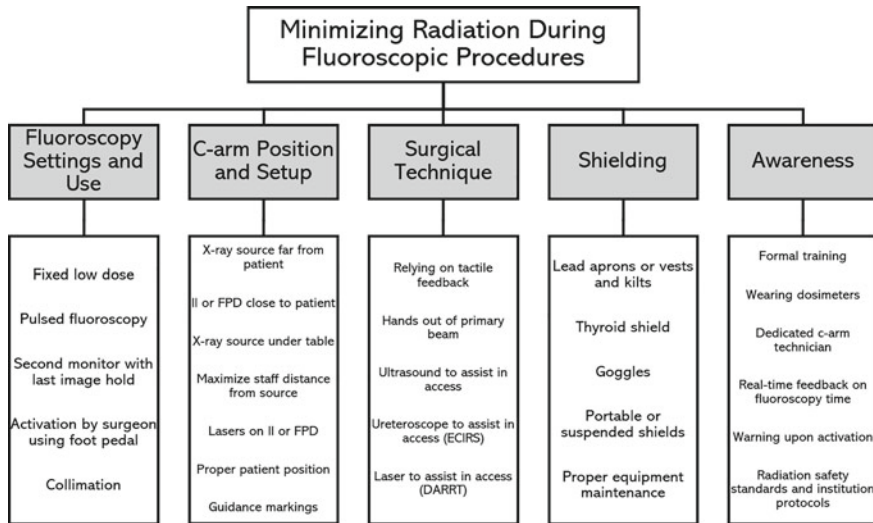 Minimizing Radiation During
Fluoroscopic Procedures
Fluoroscopy
Settings and
Use
Fixed low dose
Pulsed fluoroscopy
Second monitor with
last image hold
Activation by surgeon
using foot pedal
Collimation
C-arm Position
and Setup
X-ray source far from
patient
II or FPD close to patient
X-ray source under table
Maximize staff distance
from source
Lasers on II or FPD
Proper patient position
Guidance markings
Surgical
Technique
Relying on tactile
feedback
Hands out of primary
beam
Ultrasound to assist in
access
Ureteroscope to assist in
access (ECIRS)
Laser to assist in access
(DARRT)
Shielding
Lead aprons or vests
and kilts
Thyroid shield
Goggles
Portable or
suspended shields
Proper equipment
maintenance
Awareness
Formal training
Wearing dosimeters
Dedicated c-arm
technician
Real-time feedback on
fluoroscopy time
Warning upon activation
Radiation safety
standards and institution
protocols